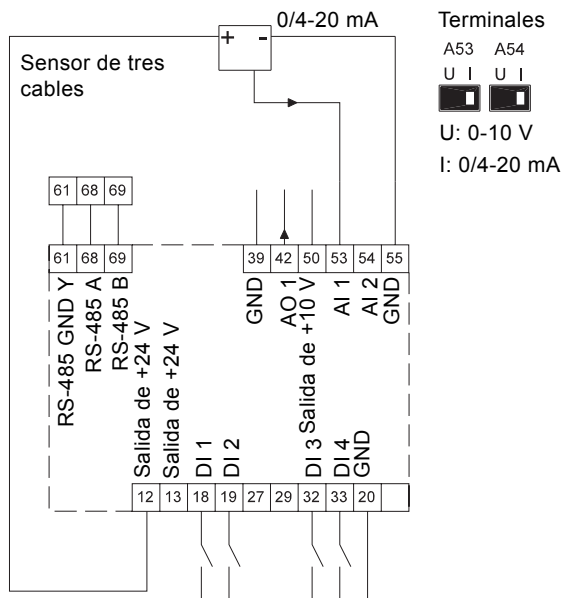 0/4-20 mA
+ -
Sensor de tres
cables
Terminales
A53 A54
U I U I
U: 0-10 V
I: 0/4-20 mA
61 68 69
61 68 69
39 42 50 53 54 55
RS-485 GND Y
RS-485 A
RS-485 B
Salida de +24 V
Salida de +24 V
DI 1
DI 2
GND
AO 1
Salida de +10 V
AI 1
AI 2
GND
DI 3
DI 4
GND
12 13 18 19 27 29 32 33 20